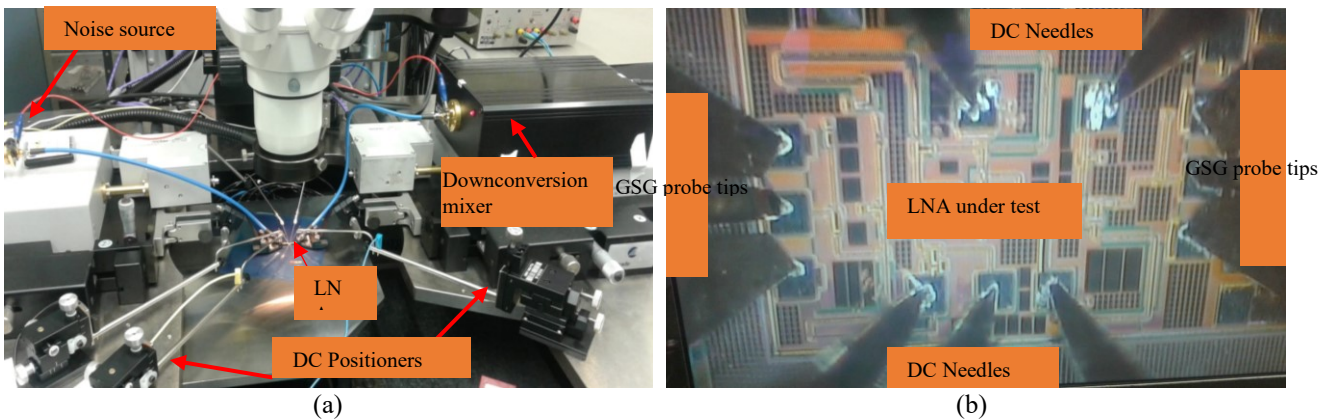 Noise source
Downconversion
mixer
LN
DC Positioners
(a)
DC Needles
GSG probe tips
GSG probe tips
LNA under test
DC Needles
(b)